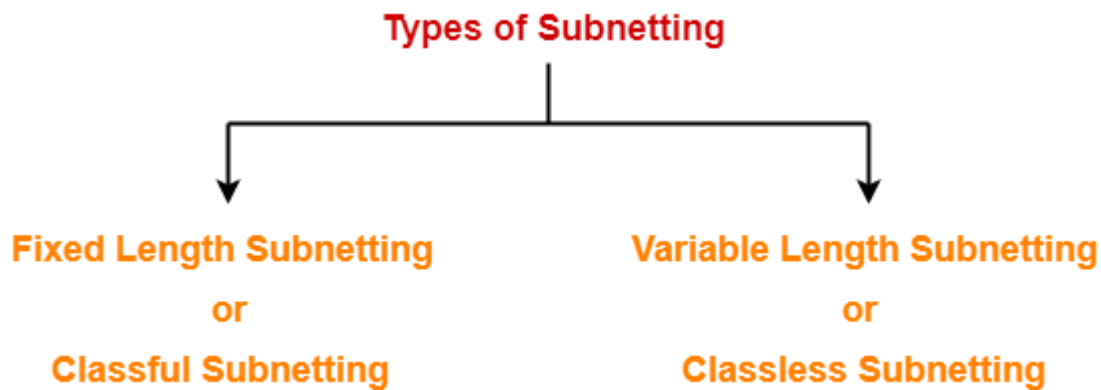 Types of Subnetting
Fixed Length Subnetting
or
Classful Subnetting
Variable Length Subnetting
or
Classless Subnetting